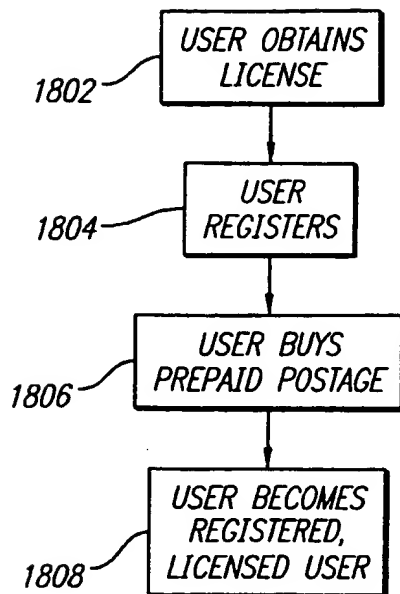 USER OBTAINS
LICENSE
1802
USER
REGISTERS
1804
USER BUYS
PREPAID POSTAGE
1806
USER BECOMES
REGISTERED,
LICENSED USER
1808